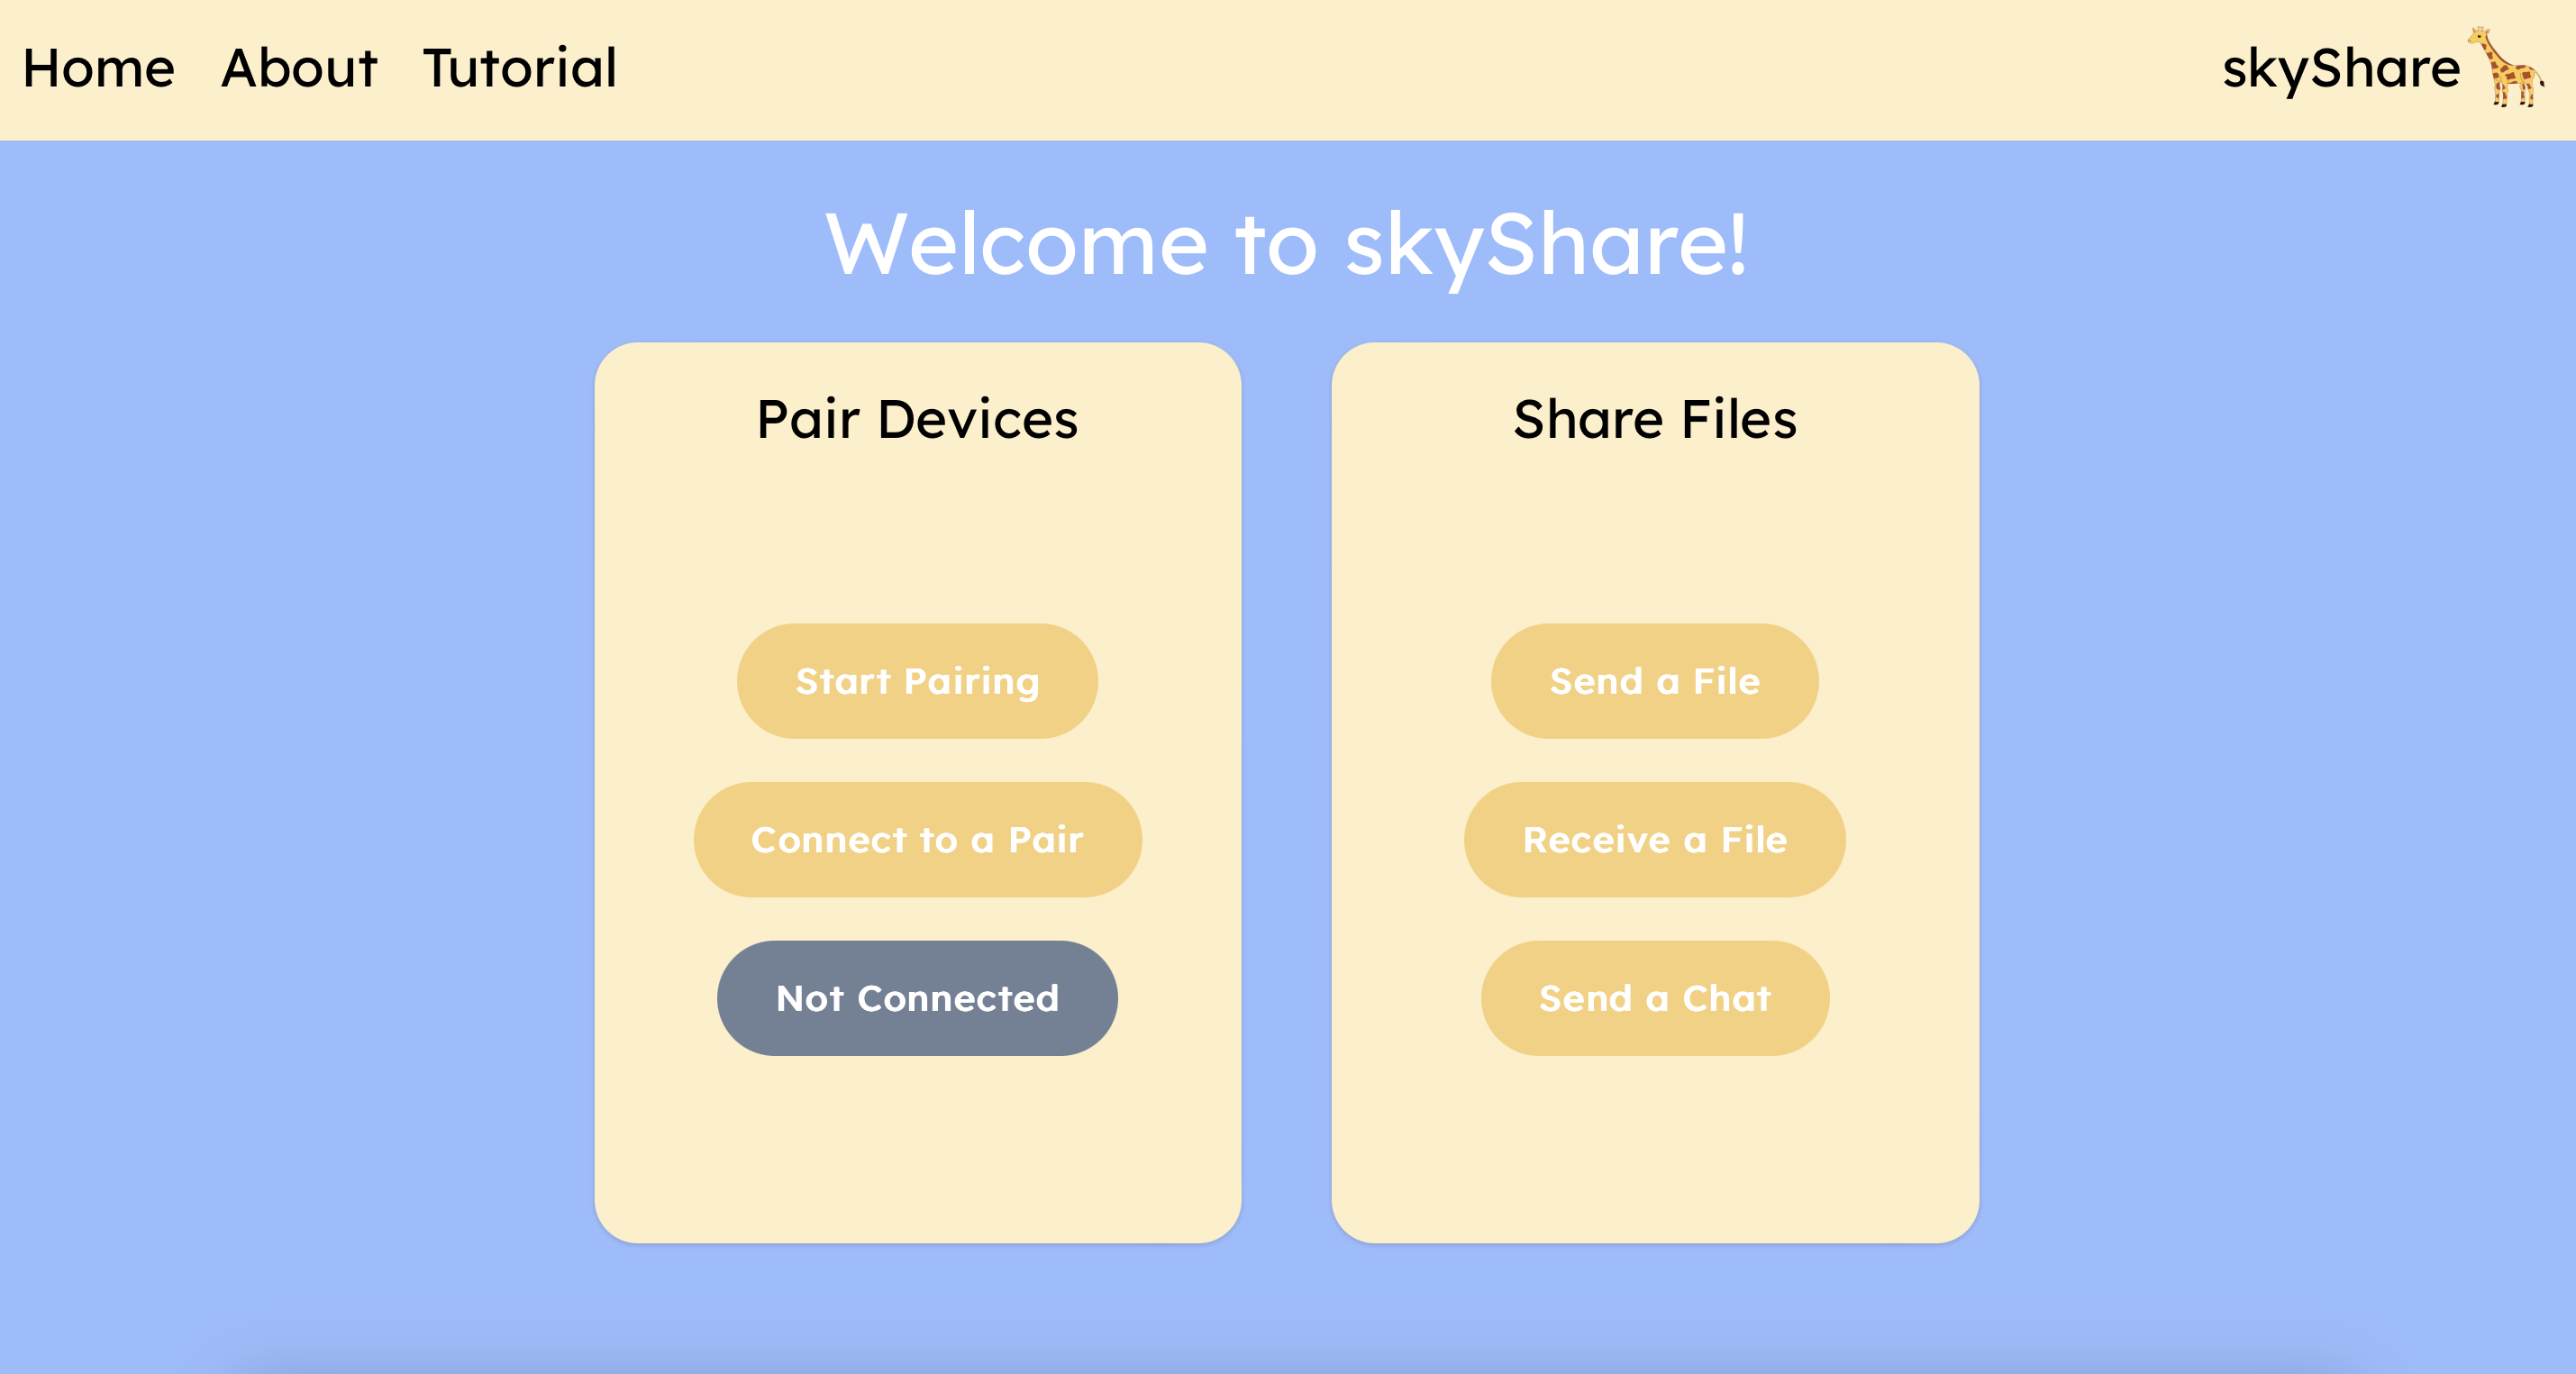 Home About Tutorial
skyShare
Welcome to skyShare!
Pair Devices
Start Pairing
Connect to a Pair
Not Connected
Share Files
Send a File
Receive a File
Send a Chat